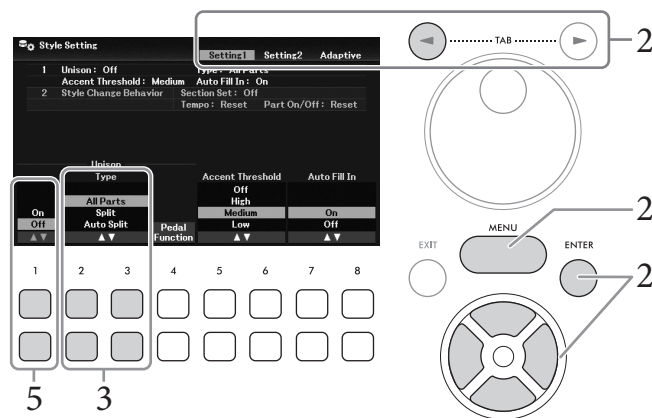 Style Setting
Setting1 Setting2 Adaptive
1 Unison : Off Type : All Parts
Accent Threshold : Medium Auto Fill In : On
2 Style Change Behavior Section Set : Off
Tempo : Reset Part On/Off : Reset
Unison
Type Accent Threshold Auto Fill In
Off
All Parts High
On Split Medium On
Off Auto Split Pedal Low Off
Function
1 2 3 4 5 6 7 8
5 3
TAB 2
MENU 2
EXIT ENTER
2